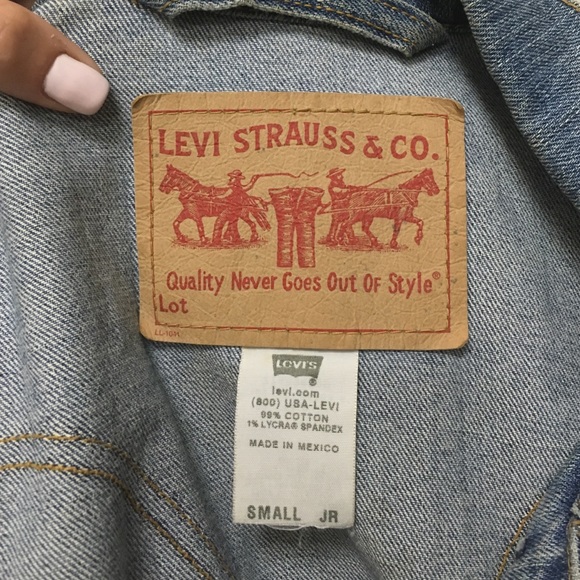 LEVI STRAUSS & CO.
Quality Never Goes Out Of Style®
Lot
LEVI'S
®
levi.com
(800) USA-LEVI
99% COTTON
1% LYCRA® SPANDEX
MADE IN MEXICO
SMALL JR